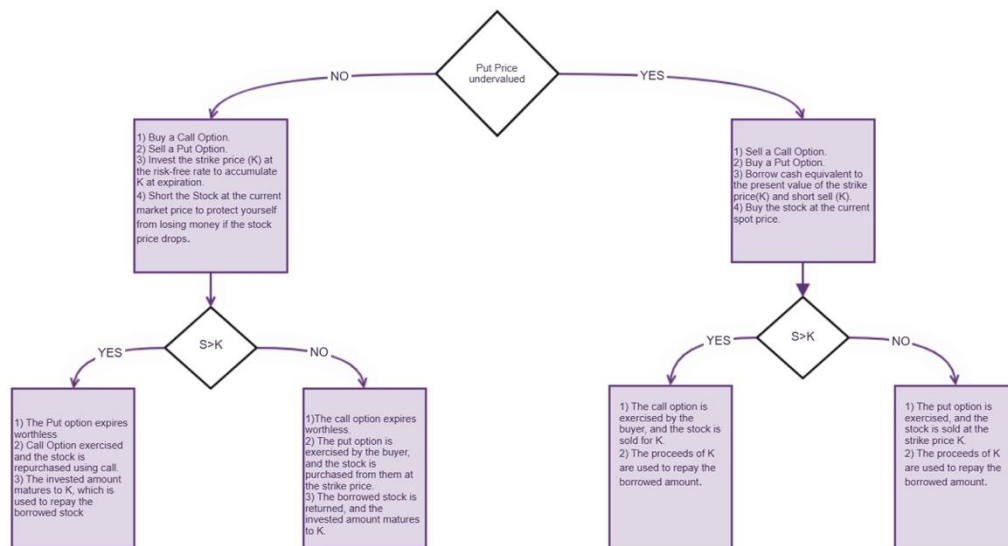 Put Price
undervalued
NO
YES
1) Buy a Call Option.
2) Sell a Put Option.
3) Invest the strike price (K) at
the risk-free rate to accumulate
K at expiration.
4) Short the Stock at the current
market price to protect yourself
from losing money if the stock
price drops.
1) Sell a Call Option.
2) Buy a Put Option.
3) Borrow cash equivalent to
the present value of the strike
price(K) and short sell (K).
4) Buy the stock at the current
spot price.
S>K
YES
NO
S>K
YES
NO
1) The Put option expires
worthless
2) Call Option exercised
and the stock is
repurchased using call.
3) The invested amount
matures to K, which is
used to repay the
borrowed stock
1)The call option expires
worthless.
2) The put option is
exercised by the buyer,
and the stock is
purchased from them at
the strike price.
3) The borrowed stock is
returned, and the
invested amount matures
to K.
1) The call option is
exercised by the
buyer, and the stock is
sold for K.
2) The proceeds of K
are used to repay the
borrowed amount.
1) The put option is
exercised, and the
stock is sold at the
strike price K.
2) The proceeds of K
are used to repay the
borrowed amount.